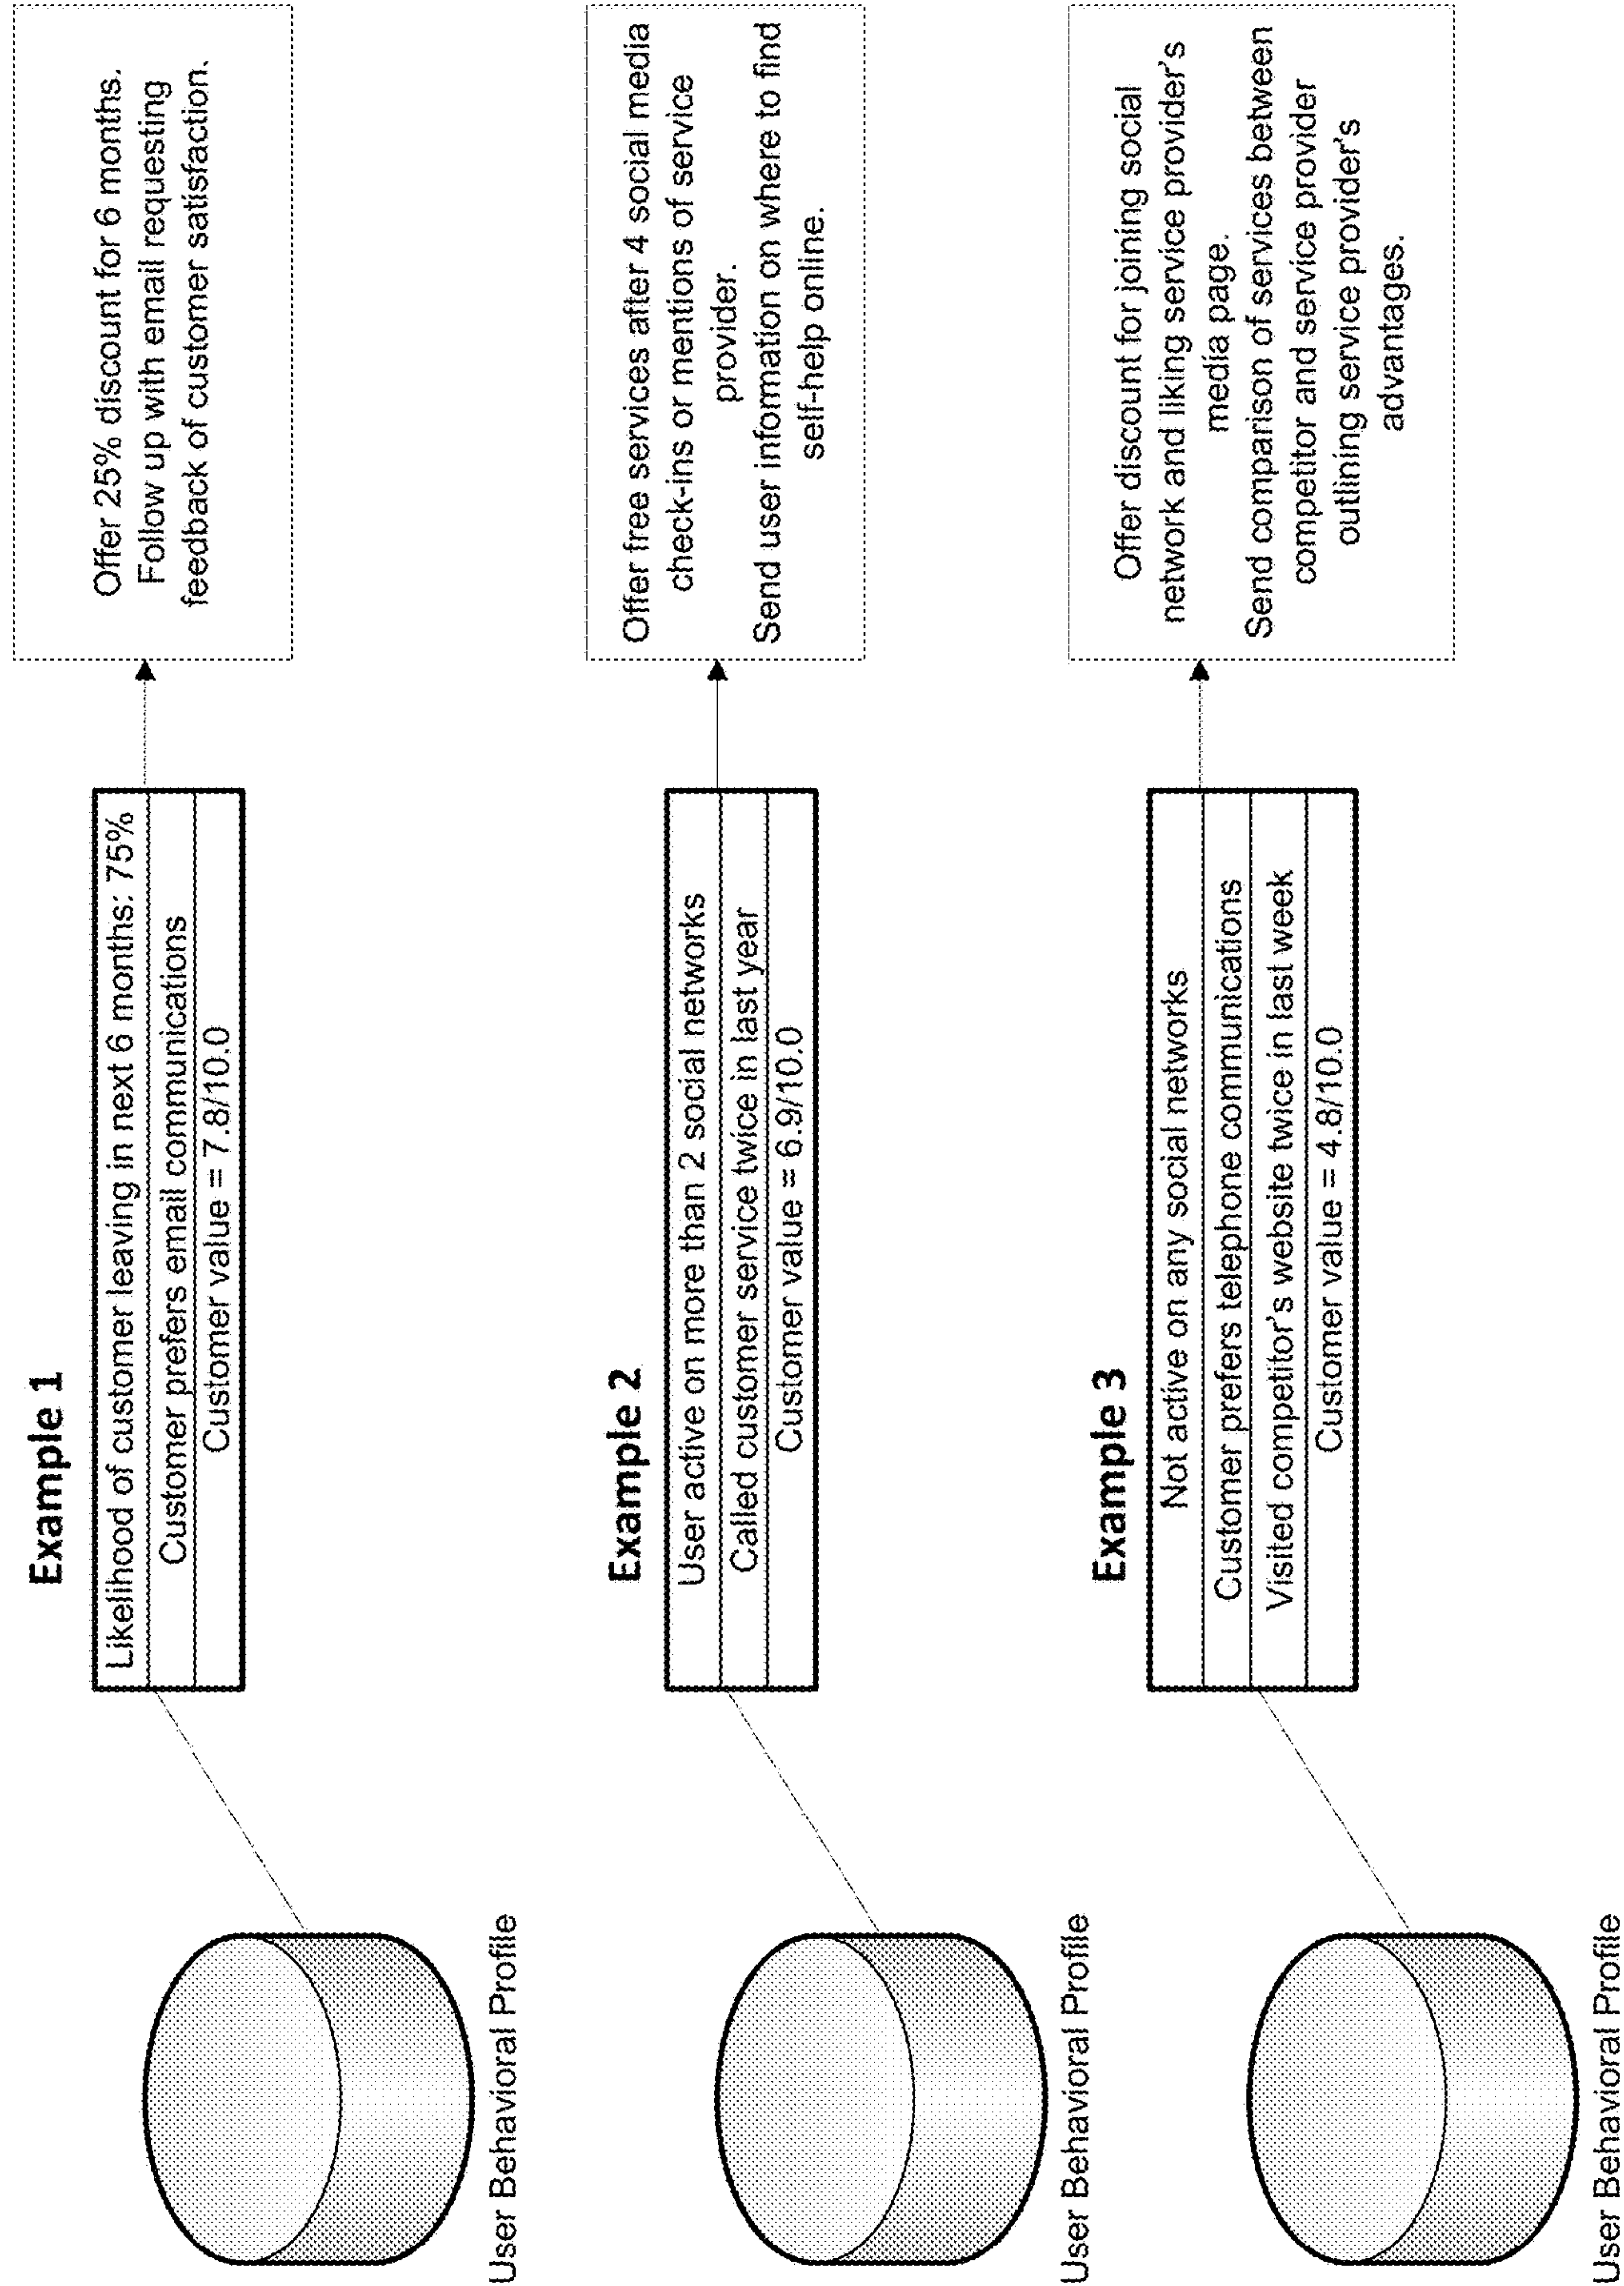 Example 1
Likelihood of customer leaving in next 6 months: 75%
Customer prefers email communications
Customer value = 7.8/10.0
Offer 25% discount for 6 months.
Follow up with email requesting
feedback of customer satisfaction.
User Behavioral Profile
Example 2
User active on more than 2 social networks
Called customer service twice in last year
Customer value = 6.9/10.0
Offer free services after 4 social media
check-ins or mentions of service
provider.
Send user information on where to find
self-help online.
User Behavioral Profile
Example 3
Not active on any social networks
Customer prefers telephone communications
Visited competitor's website twice in last week
Customer value = 4.8/10.0
Offer discount for joining social
network and liking service provider's
media page.
Send comparison of services between
competitor and service provider
outlining service provider's
advantages.
User Behavioral Profile